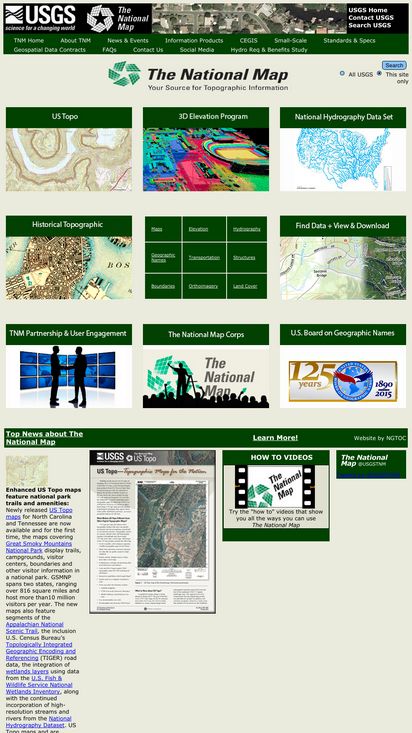 USGS
science for a changing world
The
National
Map
USGS Home
Contact USGS
Search USGS
TNM Home About TNM News & Events Information Products CEGIS Small-Scale Standards & Specs
Geospatial Data Contracts FAQs Contact Us Social Media Hydro Req & Benefits Study
The National Map
Your Source for Topographic Information
Search
All USGS This site
only
US Topo
3D Elevation Program
National Hydrography Data Set
Historical Topographic
BOS
Maps Elevation Hydrography
Geographic
Names Transportation Structures
Boundaries Orthoimagery Land Cover
Find Data + View & Download
TNM Partnership & User Engagement
The National Map Corps
The
National
Map
U.S. Board on Geographic Names
125
years
1890
2015
Top News about The
National Map
Learn More!
Website by NGTOC
Enhanced US Topo maps
feature national park
trails and amenities:
Newly released US Topo
maps for North Carolina
and Tennessee are now
available and for the first
time, the maps covering
Great Smoky Mountains
National Park display trails,
campgrounds, visitor
centers, boundaries and
other visitor information in
a national park. GSMNP
spans two states, ranging
over 816 square miles and
host more than10 million
visitors per year. The new
maps also feature
segments of the
Appalachian National
Scenic Trail, the inclusion
U.S. Census Bureau's
Topologically Integrated
Geographic Encoding and
Referencing (TIGER) road
data, the integration of
wetlands layers using data
from the U.S. Fish &
Wildlife Service National
Wetlands Inventory, along
with the continued
incorporation of high-
resolution streams and
rivers from the National
Hydrography Dataset. US
Topo maps and are
USGS
US Topo
US Topo—Topographic Maps for the Nation
HOW TO VIDEOS
The
National
Map
Try the "how to" videos that show
you all the ways you can use
The National Map
The National
Map @USGSTNM